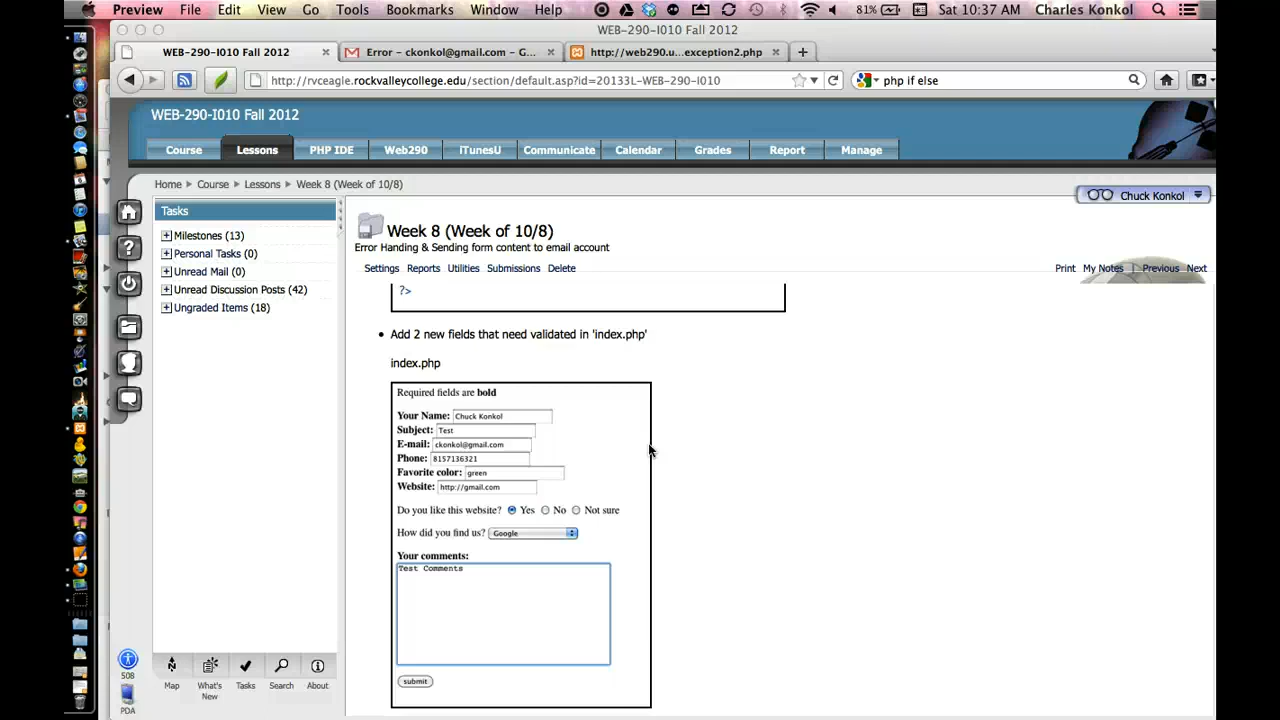 Preview File Edit View Go Tools Bookmarks Window Help 81% Sat 10:37 AM Charles Konkol
WEB-290-I010 Fall 2012
WEB-290-I010 Fall 2012 Error - ckonkol@gmail.com - G... http://web290.u...exception2.php
http://rvceagle.rockvalleycollege.edu/section/default.asp?id=20133L-WEB-290-I010 php if else
WEB-290-I010 Fall 2012
Course Lessons PHP IDE Web290 ITunesU Communicate Calendar Grades Report Manage
Home Course Lessons Week 8 (Week of 10/8)
Chuck Konkol
Tasks
Milestones (13)
Personal Tasks (0)
Unread Mail (0)
Unread Discussion Posts (42)
Ungraded Items (18)
Week 8 (Week of 10/8)
Error Handing & Sending form content to email account
Settings Reports Utilities Submissions Delete Print My Notes Previous Next
?>
• Add 2 new fields that need validated in 'index.php'
index.php
Required fields are bold
Your Name: Chuck Konkol
Subject: Test
E-mail: ckonkol@gmail.com
Phone: 8157136321
Favorite color: green
Website: http://gmail.com
Do you like this website? Yes No Not sure
How did you find us? Google
Your comments:
Test Comments
submit
Map What's New Tasks Search About
508
PDA